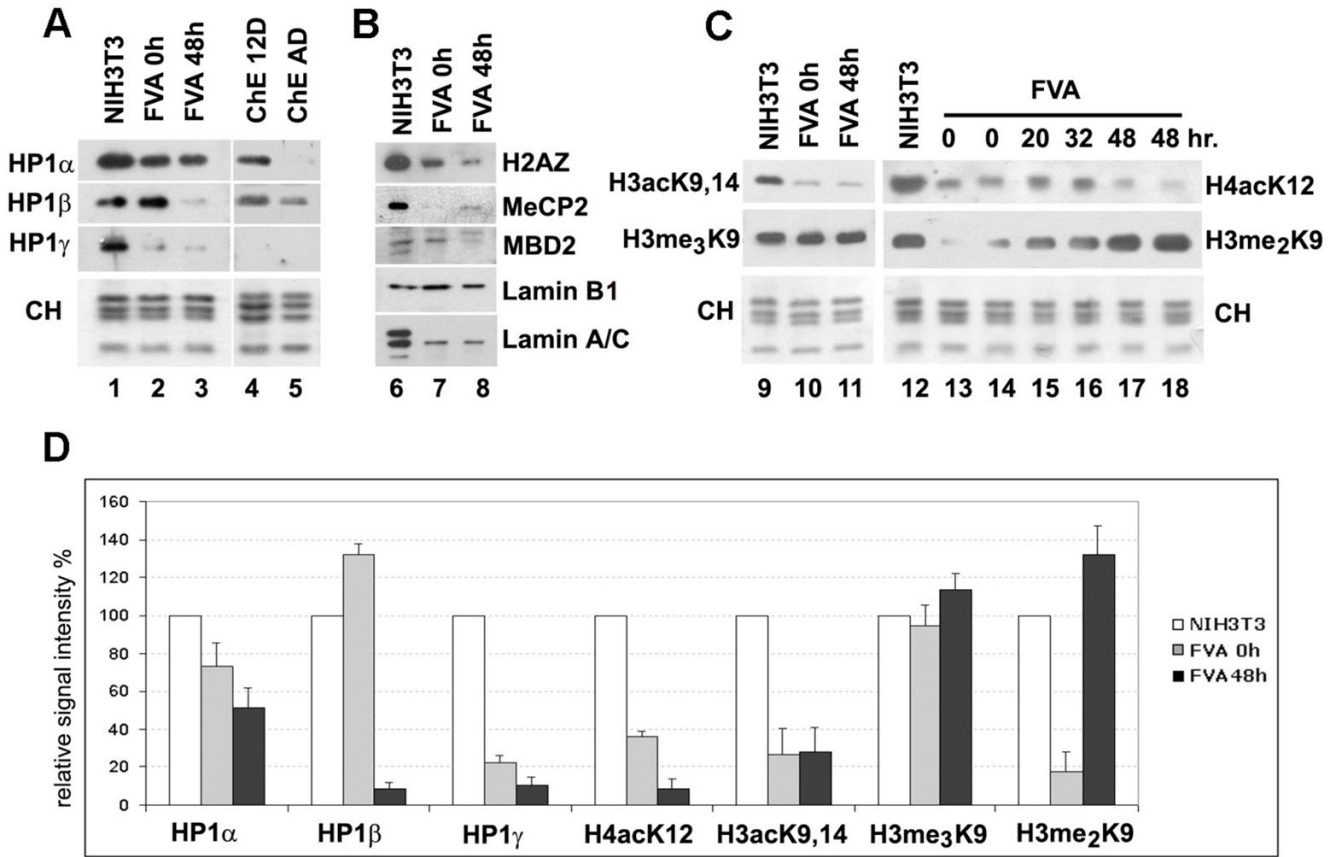 A
NIH3T3
FVA 0h
FVA 48h
ChE 12D
ChE AD
HP1α
HP1β
HP1γ
CH
1 2 3 4 5
B
NIH3T3
FVA 0h
FVA 48h
H2AZ
MeCP2
MBD2
Lamin B1
Lamin A/C
6 7 8
C
NIH3T3
FVA 0h
FVA 48h
NIH3T3
FVA
0 0 20 32 48 48 hr.
H3acK9,14
H4acK12
H3me₃K9
H3me₂K9
CH
CH
9 10 11 12 13 14 15 16 17 18
D
relative signal intensity %
160
140
120
100
80
60
40
20
0
HP1α HP1β HP1γ H4acK12 H3acK9,14 H3me₃K9 H3me₂K9
NIH3T3
FVA 0h
FVA48h